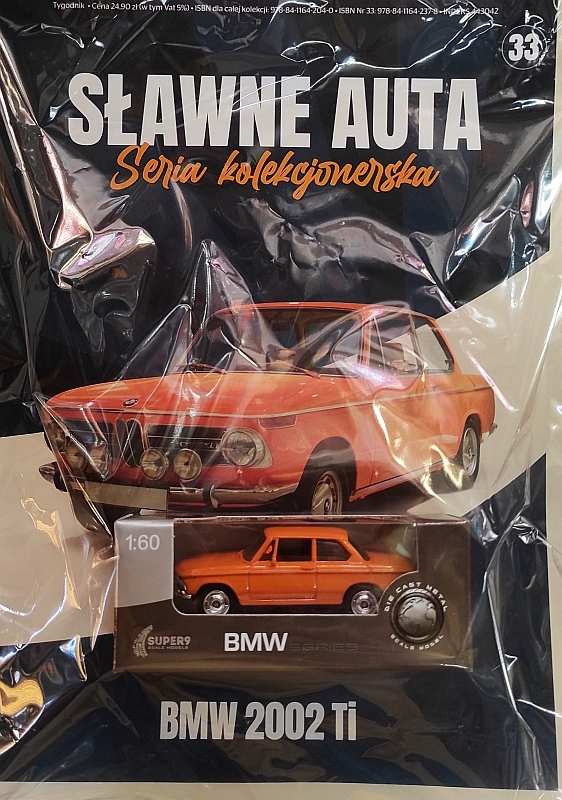 Tygodnik • Cena 24,90 zł (w tym Vat 5%) • ISBN dla całej kolekcji: 978-84-1164-204-0 • ISBN Nr 33: 978-84-1164-237-8 • INDEKS 443042
33
SŁAWNE AUTA
Seria kolekcjonerska
1:60
DIE CAST METAL
SCALE MODEL
SUPER9
SCALE MODELS
BMW SERIES
BMW 2002 Ti